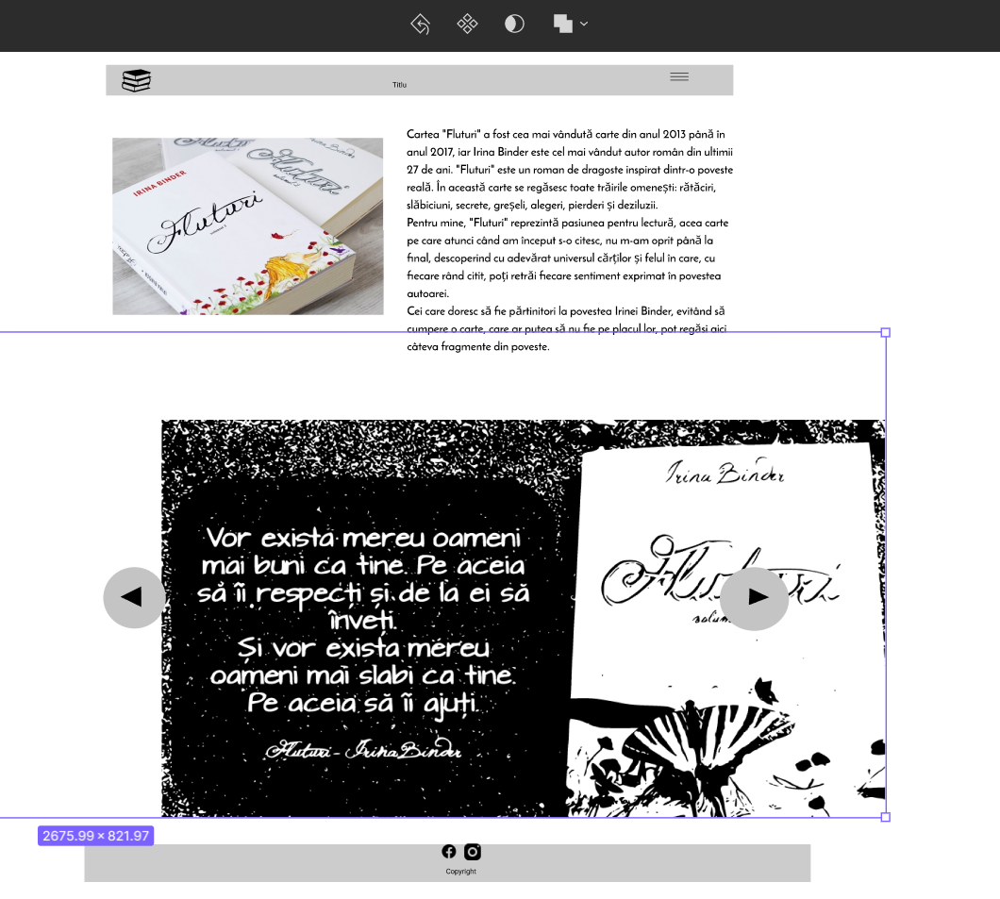 Titlu
Cartea "Fluturi" a fost cea mai vândută carte din anul 2013 până în
anul 2017, iar Irina Binder este cel mai vândut autor român din ultimii
27 de ani. "Fluturi" este un roman de dragoste inspirat dintr-o poveste
reală. În această carte se regăsesc toate trăirile omenești: rătăciri,
slăbiciuni, secrete, greșeli, alegeri, pierderi și deziluzii.
Pentru mine, "Fluturi" reprezintă pasiunea pentru lectură, acea carte
pe care atunci când am început s-o citesc, nu m-am oprit până la
final, descoperind cu adevărat universul cărților și felul în care, cu
fiecare rând citit, poți retrăi fiecare sentiment exprimat în povestea
autoarei.
Cei care doresc să fie părtinitori la povestea Irinei Binder, evitând să
cumpere o carte, care ar putea să nu fie pe placul lor, pot regăsi aici
câteva fragmente din poveste.
IRINA BINDER
Fluturi
volumul 1
Fluturi
Irina Binder
Fluturi
Vor exista mereu oameni
mai buni ca tine. Pe aceia
să îi respecți și de la ei să
înveți.
Și vor exista mereu
oameni mai slabi ca tine.
Pe aceia să îi ajuți.
Fluturi - Irina Binder
2675.99 × 821.97
Copyright